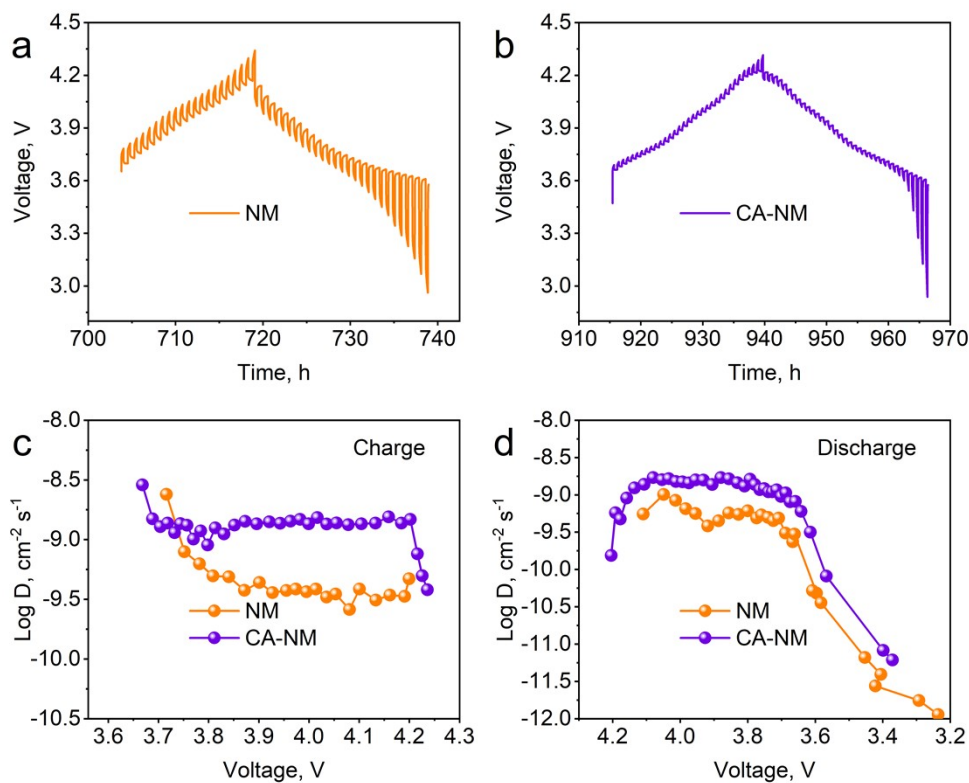 a
4.5
4.2
3.9
3.6
3.3
3.0
Voltage, V
NM
700
710
720
730
740
Time, h
b
4.5
4.2
3.9
3.6
3.3
3.0
Voltage, V
CA-NM
910
920
930
940
950
960
970
Time, h
c
Charge
-8.0
-8.5
-9.0
-9.5
-10.0
-10.5
Log D, cm-2 s-1
NM
CA-NM
3.6
3.7
3.8
3.9
4.0
4.1
4.2
4.3
Voltage, V
d
Discharge
-8.0
-8.5
-9.0
-9.5
-10.0
-10.5
-11.0
-11.5
-12.0
Log D, cm-2 s-1
NM
CA-NM
4.2
4.0
3.8
3.6
3.4
3.2
Voltage, V